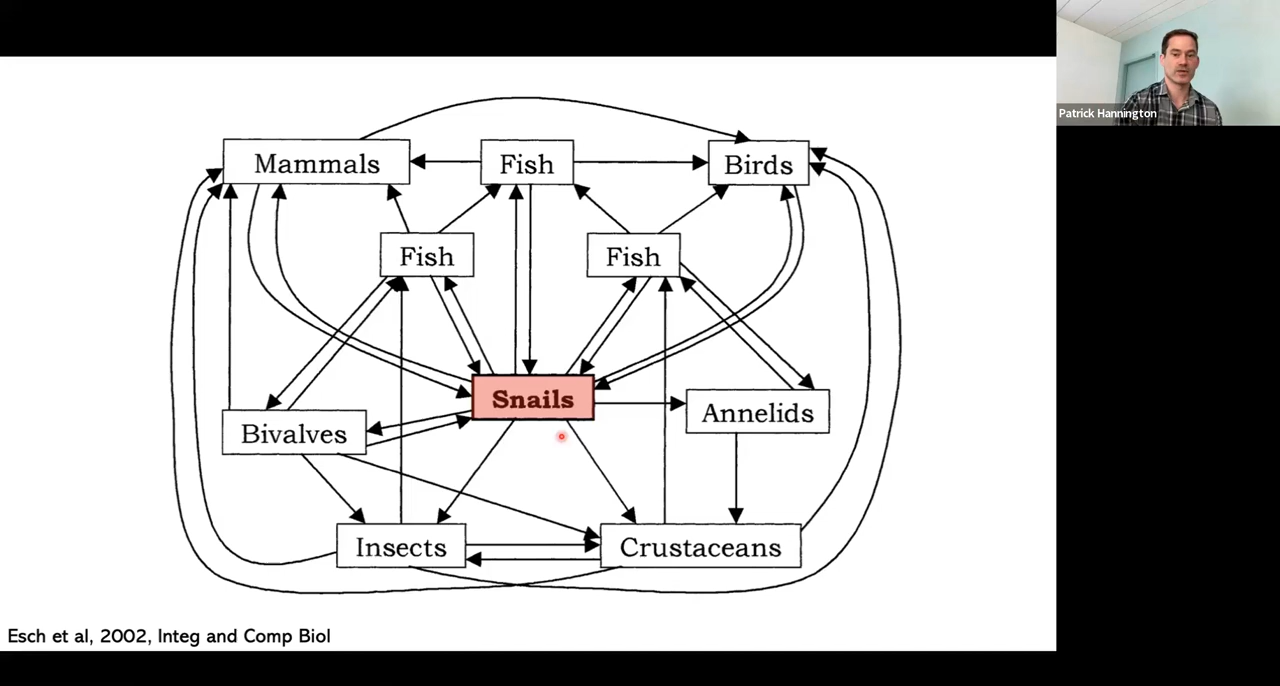 Patrick Hannington
Mammals
Fish
Birds
Fish
Fish
Snails
Annelids
Bivalves
Insects
Crustaceans
Esch et al, 2002, Integ and Comp Biol